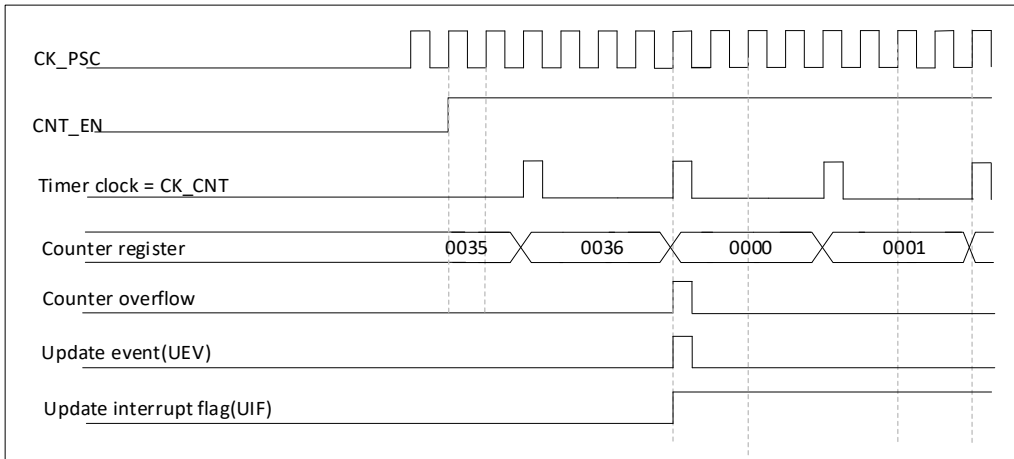 CK_PSC
CNT_EN
Timer clock = CK_CNT
Counter register 0035 0036 0000 0001
Counter overflow
Update event(UEV)
Update interrupt flag(UIF)